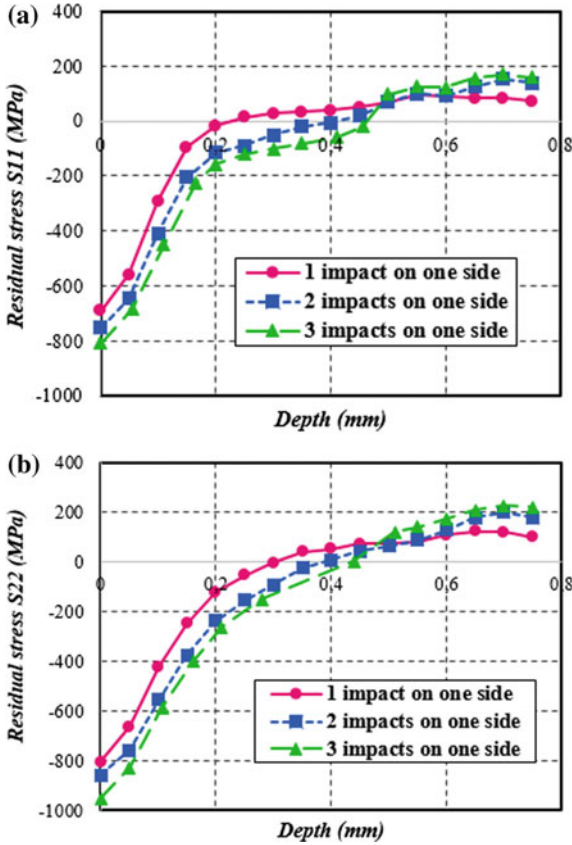 (a)
400
200
0
-200
-400
-600
-800
-1000
Residual stress S11 (MPa)
0
0.2
0.4
0.6
0.8
1 impact on one side
2 impacts on one side
3 impacts on one side
Depth (mm)
(b)
400
200
0
-200
-400
-600
-800
-1000
Residual stress S22 (MPa)
0
0.2
0.4
0.6
0.8
1 impact on one side
2 impacts on one side
3 impacts on one side
Depth (mm)